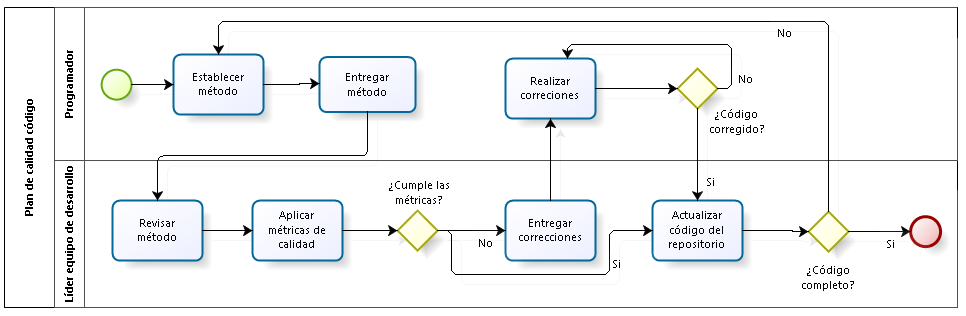 Plan de calidad código
Programador
Establecer
método
Entregar
método
Realizar
correciones
No
No
¿Código
corregido?
Si
Líder equipo de desarrollo
Revisar
método
Aplicar
métricas de
calidad
¿Cumple las
métricas?
No
Si
Entregar
correcciones
Actualizar
código del
repositorio
¿Código
completo?
Si